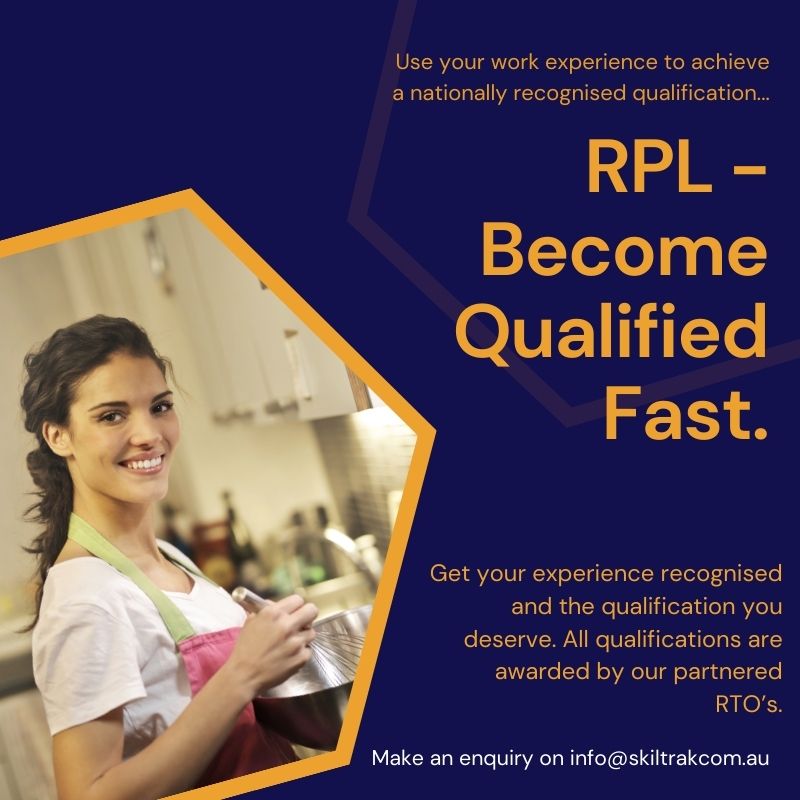 Use your work experience to achieve
a nationally recognised qualification...
RPL –
Become
Qualified
Fast.
Get your experience recognised
and the qualification you
deserve. All qualifications are
awarded by our partnered
RTO's.
Make an enquiry on info@skiltrakcom.au